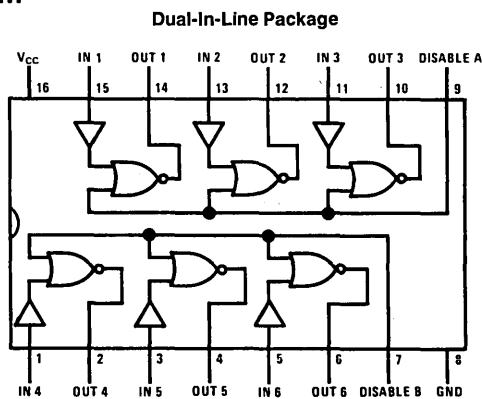 Dual-In-Line Package
VCC IN 1 OUT 1 IN 2 OUT 2 IN 3 OUT 3 DISABLE A
16 15 14 13 12 11 10 9
1 2 3 4 5 6 7 8
IN 4 OUT 4 IN 5 OUT 5 IN 6 OUT 6 DISABLE B GND